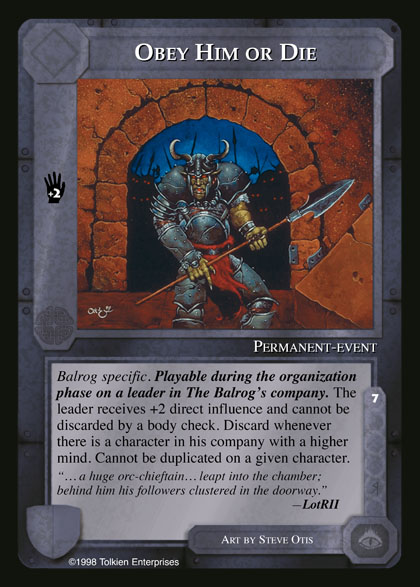 Obey Him or Die
+2
Otis
Permanent-event
Balrog specific. Playable during the organization
phase on a leader in The Balrog's company. The
leader receives +2 direct influence and cannot be
discarded by a body check. Discard whenever
there is a character in his company with a higher
mind. Cannot be duplicated on a given character.
7
“… a huge orc-chieftain… leapt into the chamber;
behind him his followers clustered in the doorway.”
–LotRII
Art by Steve Otis
©1998 Tolkien Enterprises